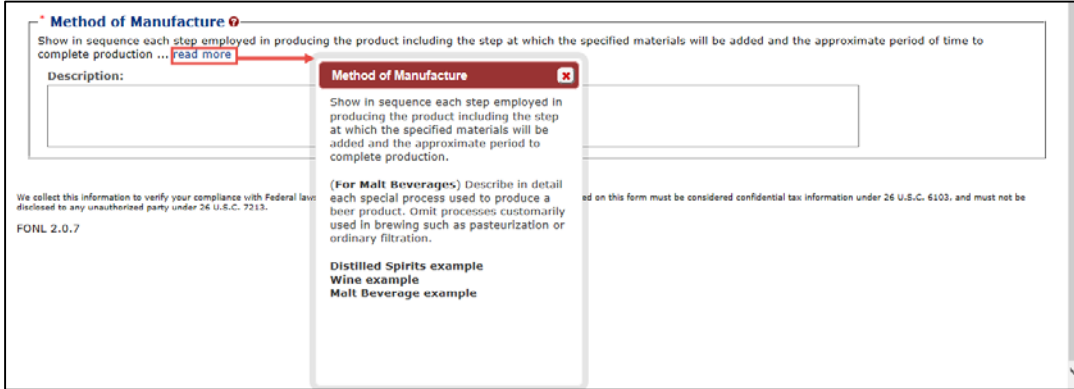 * Method of Manufacture ?
Show in sequence each step employed in producing the product including the step at which the specified materials will be added and the approximate period of time to
complete production ... read more
Description:
Method of Manufacture x
Show in sequence each step employed in
producing the product including the step
at which the specified materials will be
added and the approximate period to
complete production.
(For Malt Beverages) Describe in detail
each special process used to produce a
beer product. Omit processes customarily
used in brewing such as pasteurization or
ordinary filtration.
Distilled Spirits example
Wine example
Malt Beverage example
We collect this information to verify your compliance with Federal laws ed on this form must be considered confidential tax information under 26 U.S.C. 6103, and must not be
disclosed to any unauthorized party under 26 U.S.C. 7213.
FONL 2.0.7